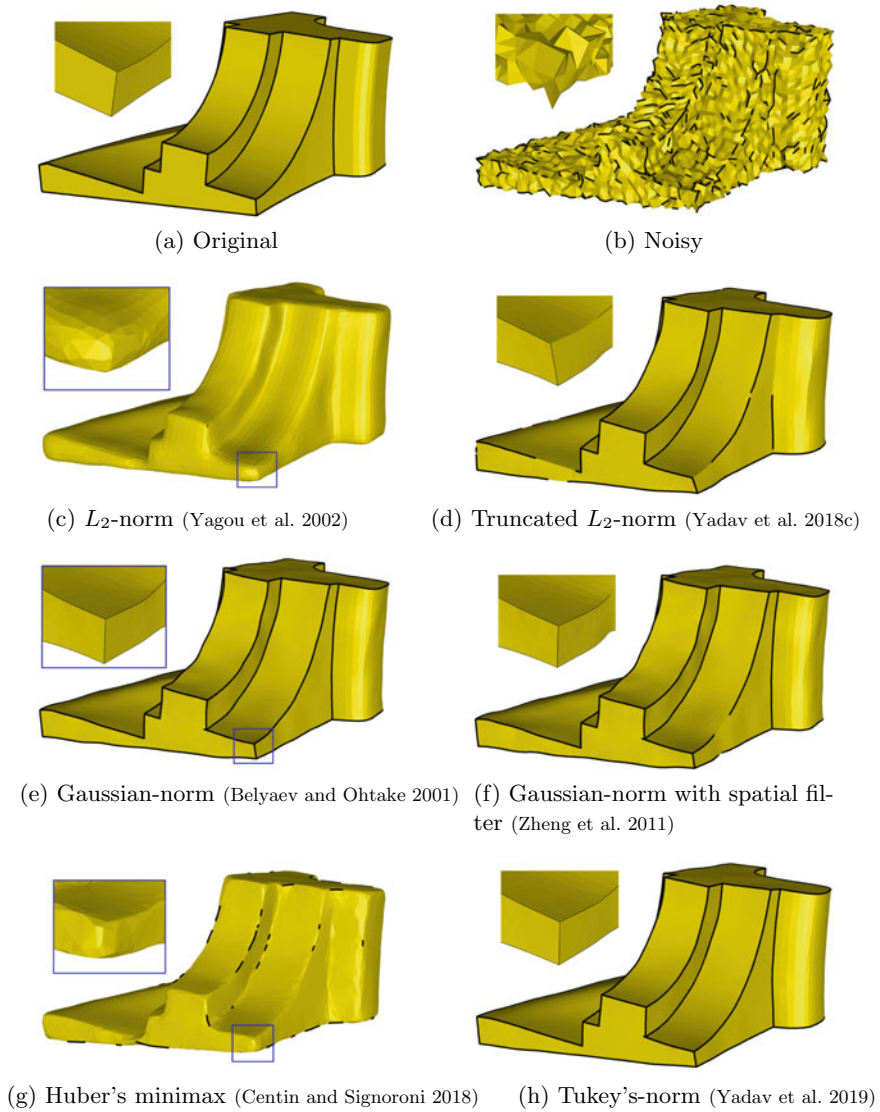 (a) Original
(b) Noisy
(c) L₂-norm (Yagou et al. 2002)
(d) Truncated L₂-norm (Yadav et al. 2018c)
(e) Gaussian-norm (Belyaev and Ohtake 2001)
(f) Gaussian-norm with spatial fil-
ter (Zheng et al. 2011)
(g) Huber's minimax (Centin and Signoroni 2018)
(h) Tukey's-norm (Yadav et al. 2019)